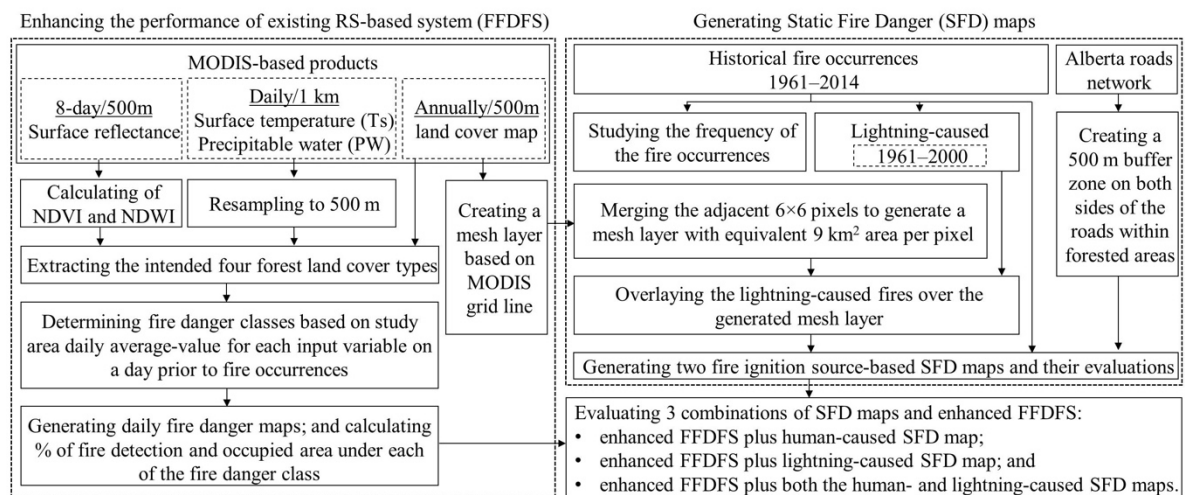 Enhancing the performance of existing RS-based system (FFDFS)
MODIS-based products
8-day/500m
Surface reflectance
Daily/1 km
Surface temperature (Ts)
Precipitable water (PW)
Annually/500m
land cover map
Calculating of
NDVI and NDWI
Resampling to 500 m
Creating a
mesh layer
based on
MODIS
grid line
Extracting the intended four forest land cover types
Determining fire danger classes based on study
area daily average-value for each input variable on
a day prior to fire occurrences
Generating daily fire danger maps; and calculating
% of fire detection and occupied area under each
of the fire danger class
Generating Static Fire Danger (SFD) maps
Historical fire occurrences
1961–2014
Alberta roads
network
Studying the frequency of
the fire occurrences
Lightning-caused
1961–2000
Creating a
500 m buffer
zone on both
sides of the
roads within
forested areas
Merging the adjacent 6×6 pixels to generate a
mesh layer with equivalent 9 km² area per pixel
Overlaying the lightning-caused fires over the
generated mesh layer
Generating two fire ignition source-based SFD maps and their evaluations
Evaluating 3 combinations of SFD maps and enhanced FFDFS:
• enhanced FFDFS plus human-caused SFD map;
• enhanced FFDFS plus lightning-caused SFD map; and
• enhanced FFDFS plus both the human- and lightning-caused SFD maps.